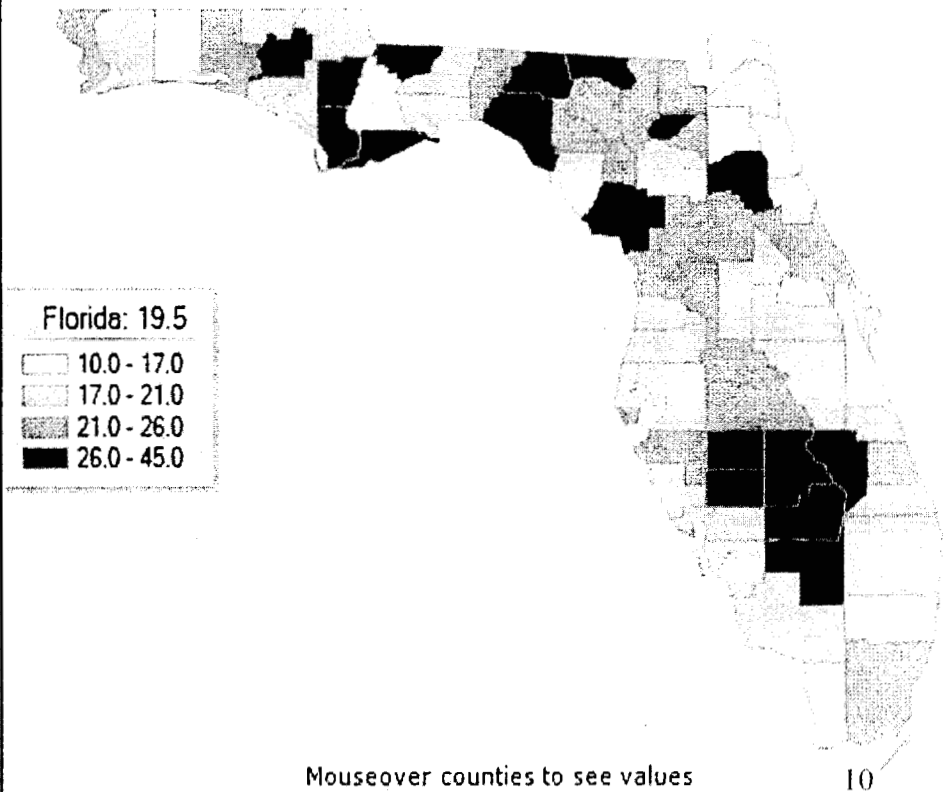 Florida: 19.5
10.0 - 17.0
17.0 - 21.0
21.0 - 26.0
26.0 - 45.0
Mouseover counties to see values
10